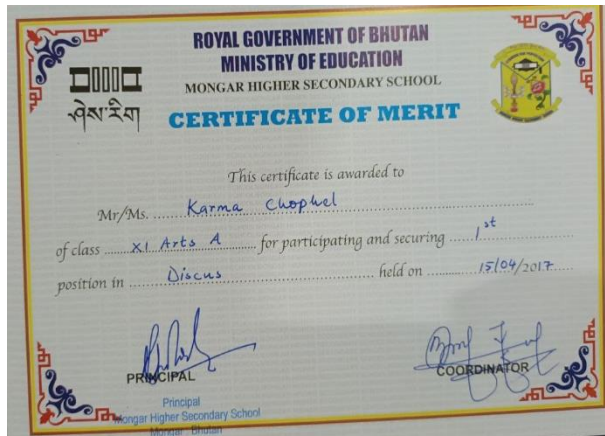 ROYAL GOVERNMENT OF BHUTAN
MINISTRY OF EDUCATION
MONGAR HIGHER SECONDARY SCHOOL
ཤེས་རིག
CERTIFICATE OF MERIT
This certificate is awarded to
Mr/Ms. Karma Chophel
of class XI Arts A for participating and securing 1st
position in Discus held on 15/04/2017
PRINCIPAL
COORDINATOR
Principal
Mongar Higher Secondary School
Mongar : Bhutan